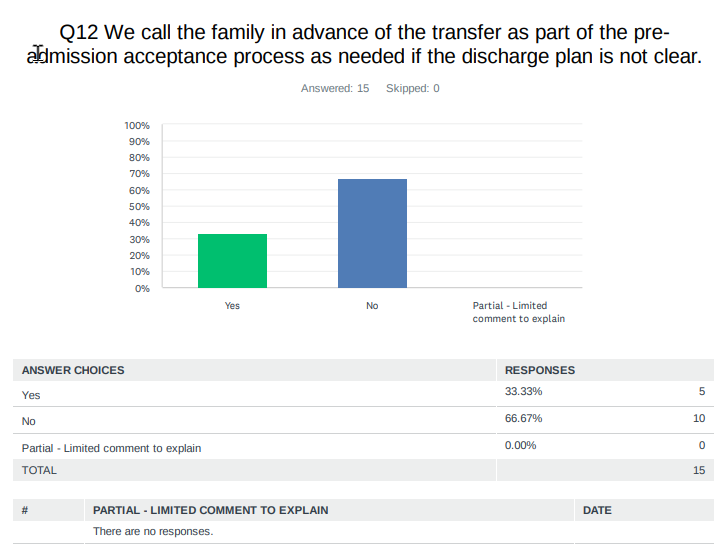 Q12 We call the family in advance of the transfer as part of the pre-
admission acceptance process as needed if the discharge plan is not clear.
Answered: 15 Skipped: 0
100%
90%
80%
70%
60%
50%
40%
30%
20%
10%
0%
Yes No Partial - Limited
comment to explain
ANSWER CHOICES RESPONSES
Yes 33.33% 5
No 66.67% 10
Partial - Limited comment to explain 0.00% 0
TOTAL 15
# PARTIAL - LIMITED COMMENT TO EXPLAIN DATE
There are no responses.